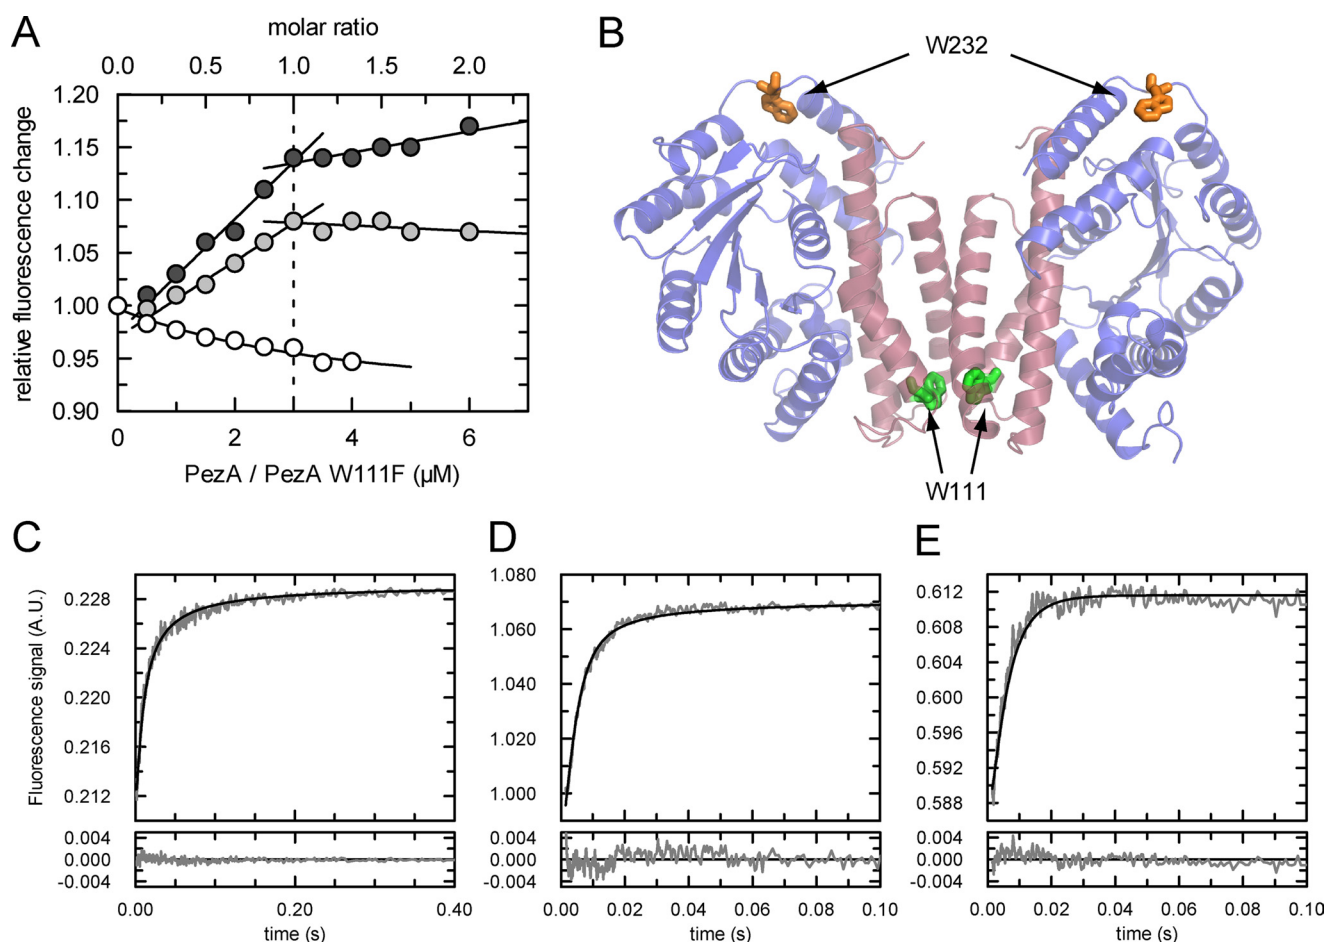 A
molar ratio
0.0 0.5 1.0 1.5 2.0
1.20
1.15
1.10
1.05
1.00
0.95
0.90
relative fluorescence change
0 2 4 6
PezA / PezA W111F (µM)
B
W232
W111
C
Fluorescence signal (A.U.)
0.228
0.224
0.220
0.216
0.212
0.004
0.000
-0.004
0.00 0.20 0.40
time (s)
D
1.080
1.060
1.040
1.020
1.000
0.004
0.000
-0.004
0.00 0.02 0.04 0.06 0.08 0.10
time (s)
E
0.612
0.608
0.604
0.600
0.596
0.592
0.588
0.004
0.000
-0.004
0.00 0.02 0.04 0.06 0.08 0.10
time (s)